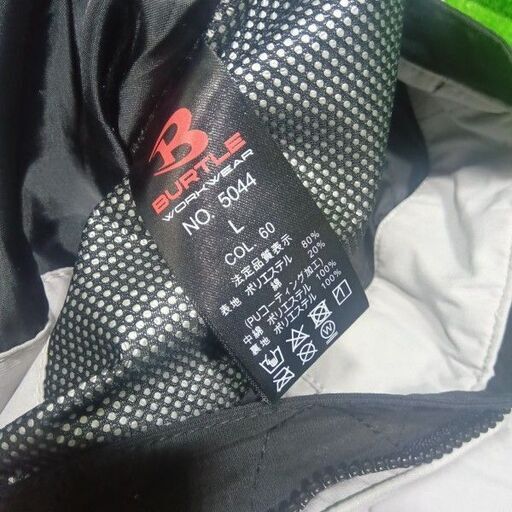 BURTLE
WORKWEAR
NO. 5044
L
COL. 60
法定品質表示
表地 ポリエステル 80%
綿 20%
(PUコーティング加工)
中綿 ポリエステル 100%
裏地 ポリエステル 100%